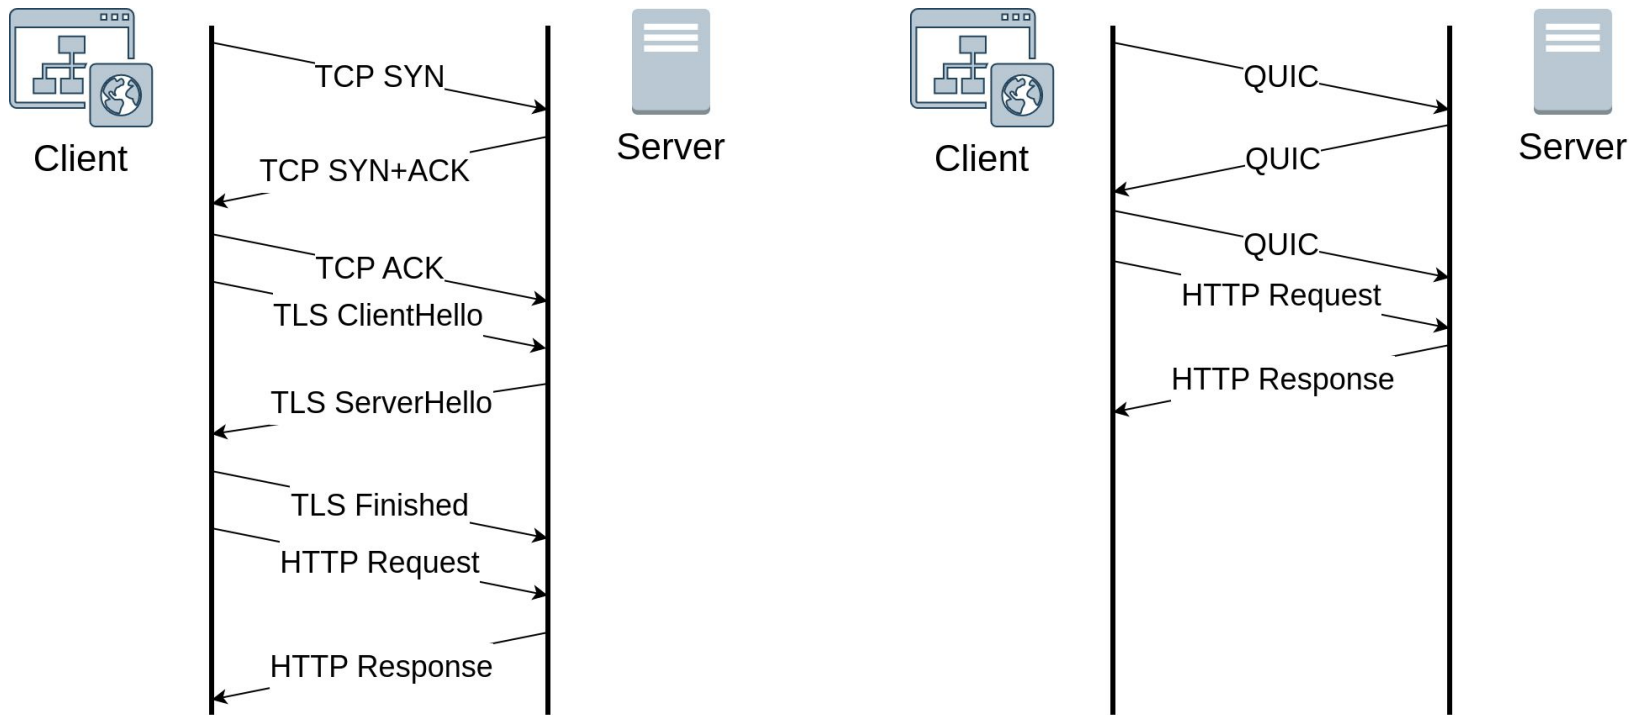 Client
Server
TCP SYN
TCP SYN+ACK
TCP ACK
TLS ClientHello
TLS ServerHello
TLS Finished
HTTP Request
HTTP Response
Client
Server
QUIC
QUIC
QUIC
HTTP Request
HTTP Response